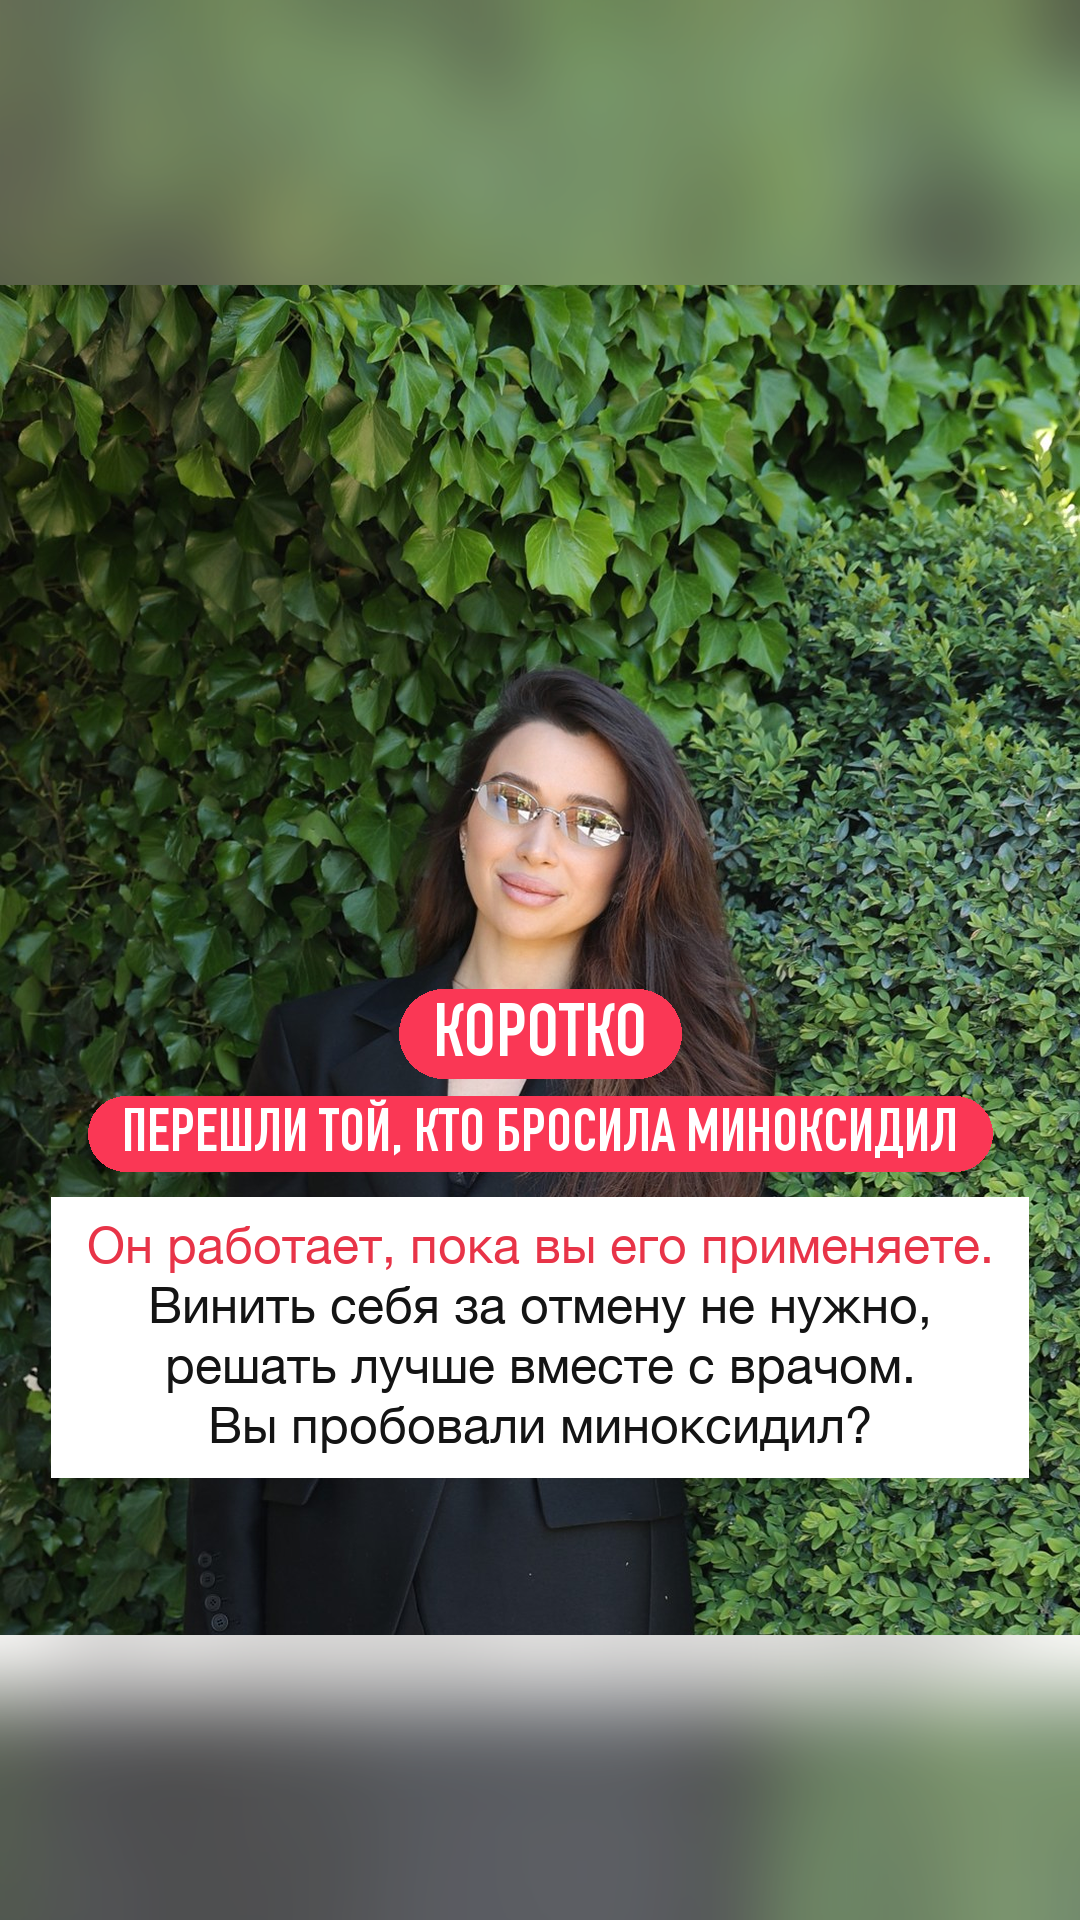 КОРОТКО
ПЕРЕШЛИ ТОЙ, КТО БРОСИЛА МИНОКСИДИЛ
Он работает, пока вы его применяете.
Винить себя за отмену не нужно,
решать лучше вместе с врачом.
Вы пробовали миноксидил?